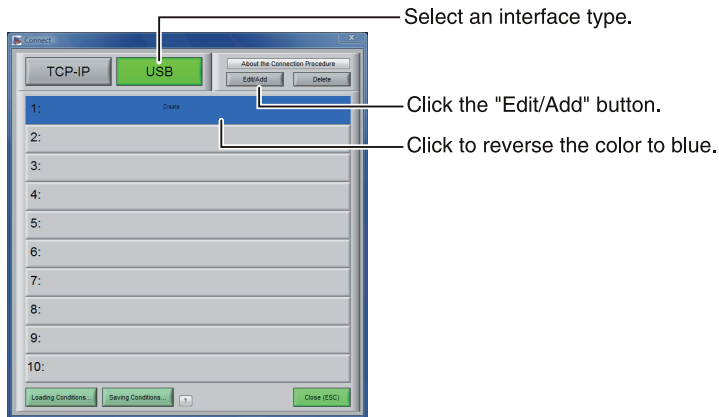 Select an interface type.
Connect
TCP-IP
USB
About the Connection Procedure
Edit/Add
Delete
Click the "Edit/Add" button.
1:
Create
Click to reverse the color to blue.
2:
3:
4:
5:
6:
7:
8:
9:
10:
Loading Conditions...
Saving Conditions...
?
Close (ESC)